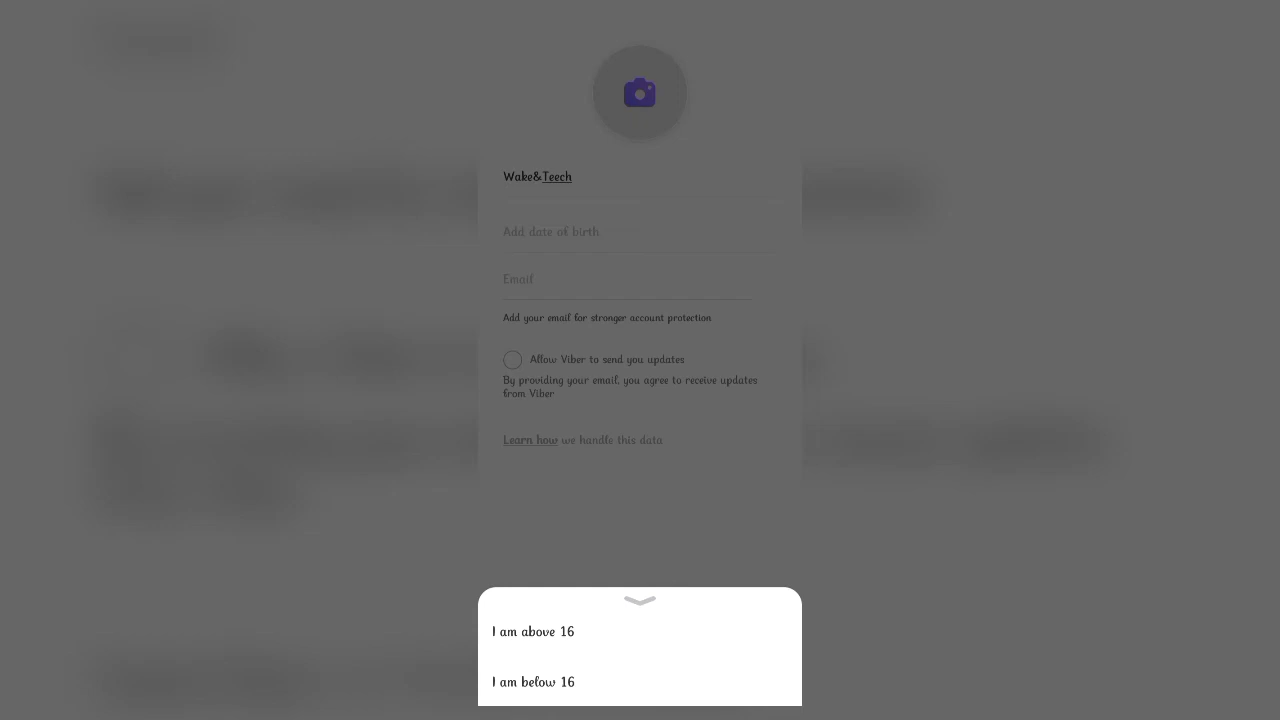 Wake&Teech
Add date of birth
Email
Add your email for stronger account protection
Allow Viber to send you updates
By providing your email, you agree to receive updates
from Viber
Learn how we handle this data
I am above 16
I am below 16